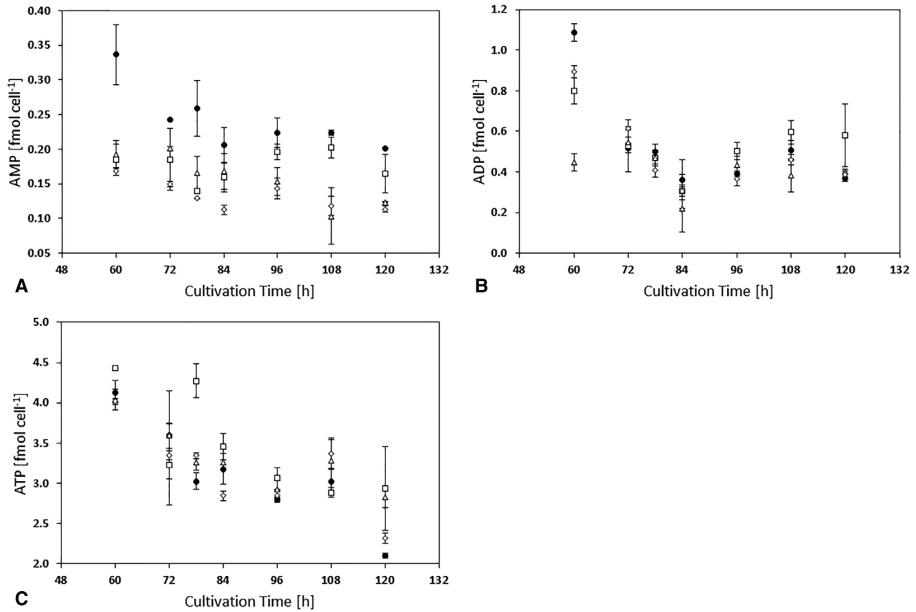 0.40
0.35
0.30
0.25
0.20
0.15
0.10
0.05
AMP [fmol cell-1]
48 60 72 84 96 108 120 132
Cultivation Time [h]
A
1.2
1.0
0.8
0.6
0.4
0.2
0.0
ADP [fmol cell-1]
48 60 72 84 96 108 120 132
Cultivation Time [h]
B
5.0
4.5
4.0
3.5
3.0
2.5
2.0
ATP [fmol cell-1]
48 60 72 84 96 108 120 132
Cultivation Time [h]
C